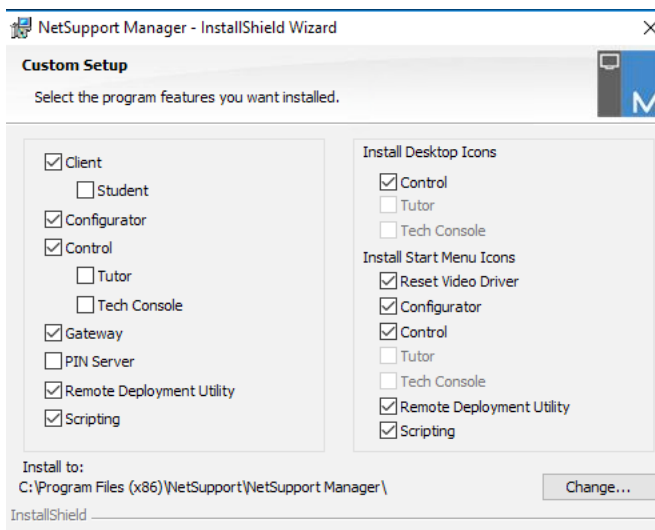 NetSupport Manager - InstallShield Wizard
Custom Setup
Select the program features you want installed.
Client
Student
Configurator
Control
Tutor
Tech Console
Gateway
PIN Server
Remote Deployment Utility
Scripting
Install Desktop Icons
Control
Tutor
Tech Console
Install Start Menu Icons
Reset Video Driver
Configurator
Control
Tutor
Tech Console
Remote Deployment Utility
Scripting
Install to:
C:\Program Files (x86)\NetSupport\NetSupport Manager\
Change...
InstallShield